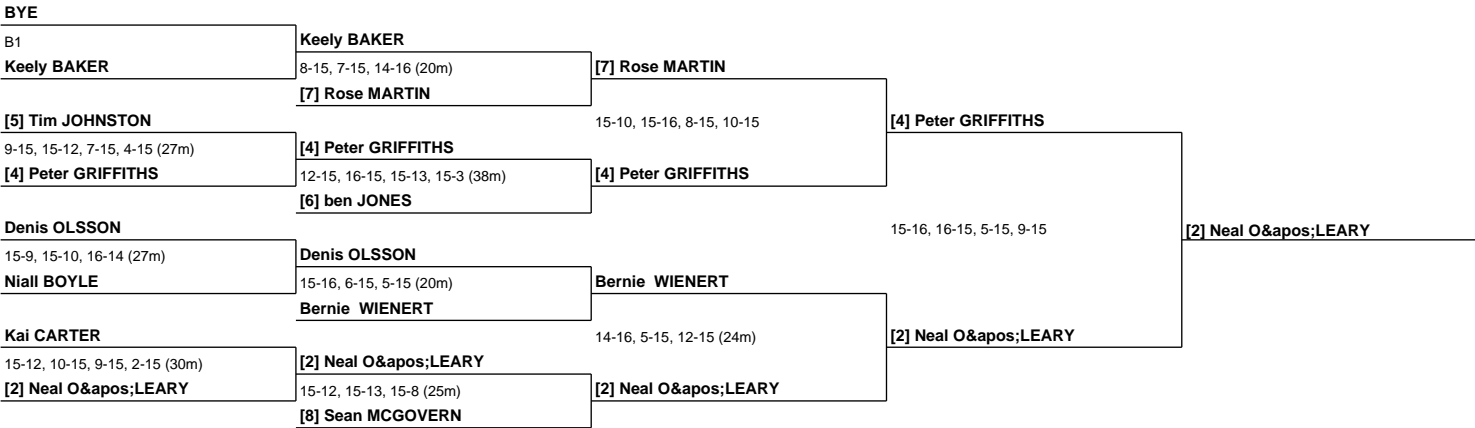 BYE
B1
Keely BAKER
[5] Tim JOHNSTON
9-15, 15-12, 7-15, 4-15 (27m)
[4] Peter GRIFFITHS
Denis OLSSON
15-9, 15-10, 16-14 (27m)
Niall BOYLE
Kai CARTER
15-12, 10-15, 9-15, 2-15 (30m)
[2] Neal O&apos;LEARY
Keely BAKER
8-15, 7-15, 14-16 (20m)
[7] Rose MARTIN
[4] Peter GRIFFITHS
12-15, 16-15, 15-13, 15-3 (38m)
[6] ben JONES
Denis OLSSON
15-16, 6-15, 5-15 (20m)
Bernie  WIENERT
[2] Neal O&apos;LEARY
15-12, 15-13, 15-8 (25m)
[8] Sean MCGOVERN
[7] Rose MARTIN
15-10, 15-16, 8-15, 10-15
[4] Peter GRIFFITHS
Bernie  WIENERT
14-16, 5-15, 12-15 (24m)
[2] Neal O&apos;LEARY
[4] Peter GRIFFITHS
15-16, 16-15, 5-15, 9-15
[2] Neal O&apos;LEARY
[2] Neal O&apos;LEARY